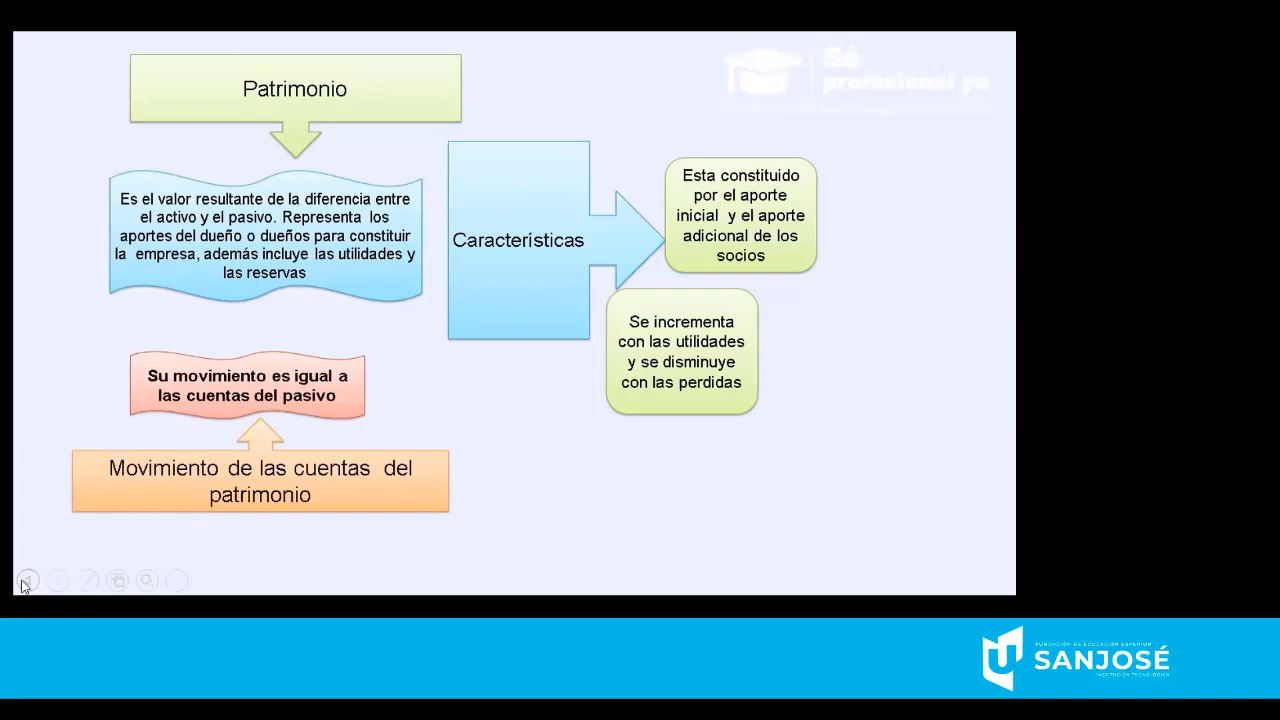 Patrimonio
Sé
profesional ya
Es el valor resultante de la diferencia entre
el activo y el pasivo. Representa los
aportes del dueño o dueños para constituir
la empresa, además incluye las utilidades y
las reservas
Características
Esta constituido
por el aporte
inicial y el aporte
adicional de los
socios
Se incrementa
con las utilidades
y se disminuye
con las perdidas
Su movimiento es igual a
las cuentas del pasivo
Movimiento de las cuentas del
patrimonio
FUNDACIÓN DE EDUCACIÓN SUPERIOR
SANJOSÉ
INSTITUCIÓN TECNOLÓGICA